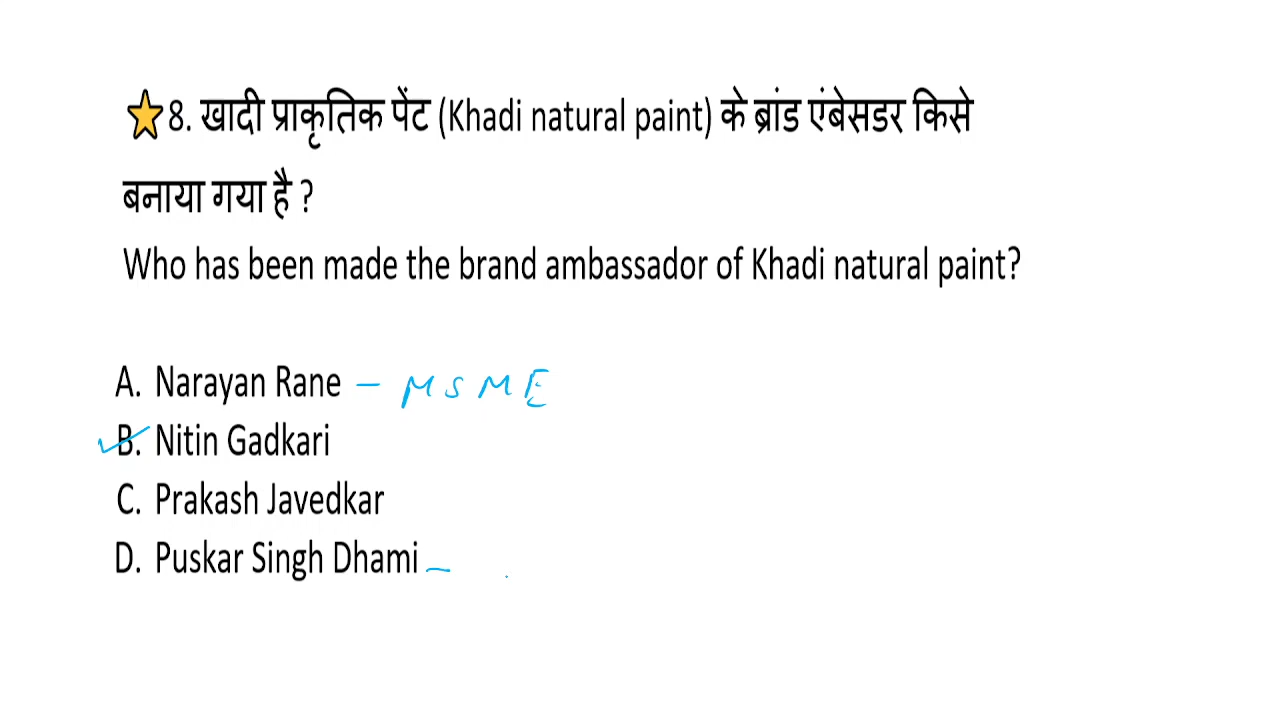 ⭐8. खादी प्राकृतिक पेंट (Khadi natural paint) के ब्रांड एंबेसडर किसे
बनाया गया है ?
Who has been made the brand ambassador of Khadi natural paint?
A. Narayan Rane – MSME
B. Nitin Gadkari
C. Prakash Javedkar
D. Puskar Singh Dhami –